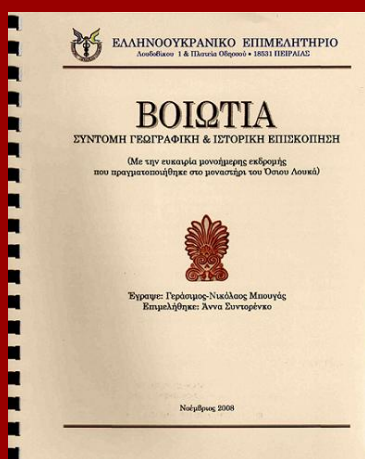 ΕΛΛΗΝΟΟΥΚΡΑΝΙΚΟ ΕΠΙΜΕΛΗΤΗΡΙΟ
Λουδοβίκου 1 & Πλατεία Οδησσού • 18531 ΠΕΙΡΑΙΑΣ
ΒΟΙΩΤΙΑ
ΣΥΝΤΟΜΗ ΓΕΩΓΡΑΦΙΚΗ & ΙΣΤΟΡΙΚΗ ΕΠΙΣΚΟΠΗΣΗ
(Με την ευκαιρία μονοήμερης εκδρομής
που πραγματοποιήθηκε στο μοναστήρι του Όσιου Λουκά)
Έγραψε: Γεράσιμος-Νικόλαος Μπουγάς
Επιμελήθηκε: Άννα Συντορένκο
Νοέμβριος 2008